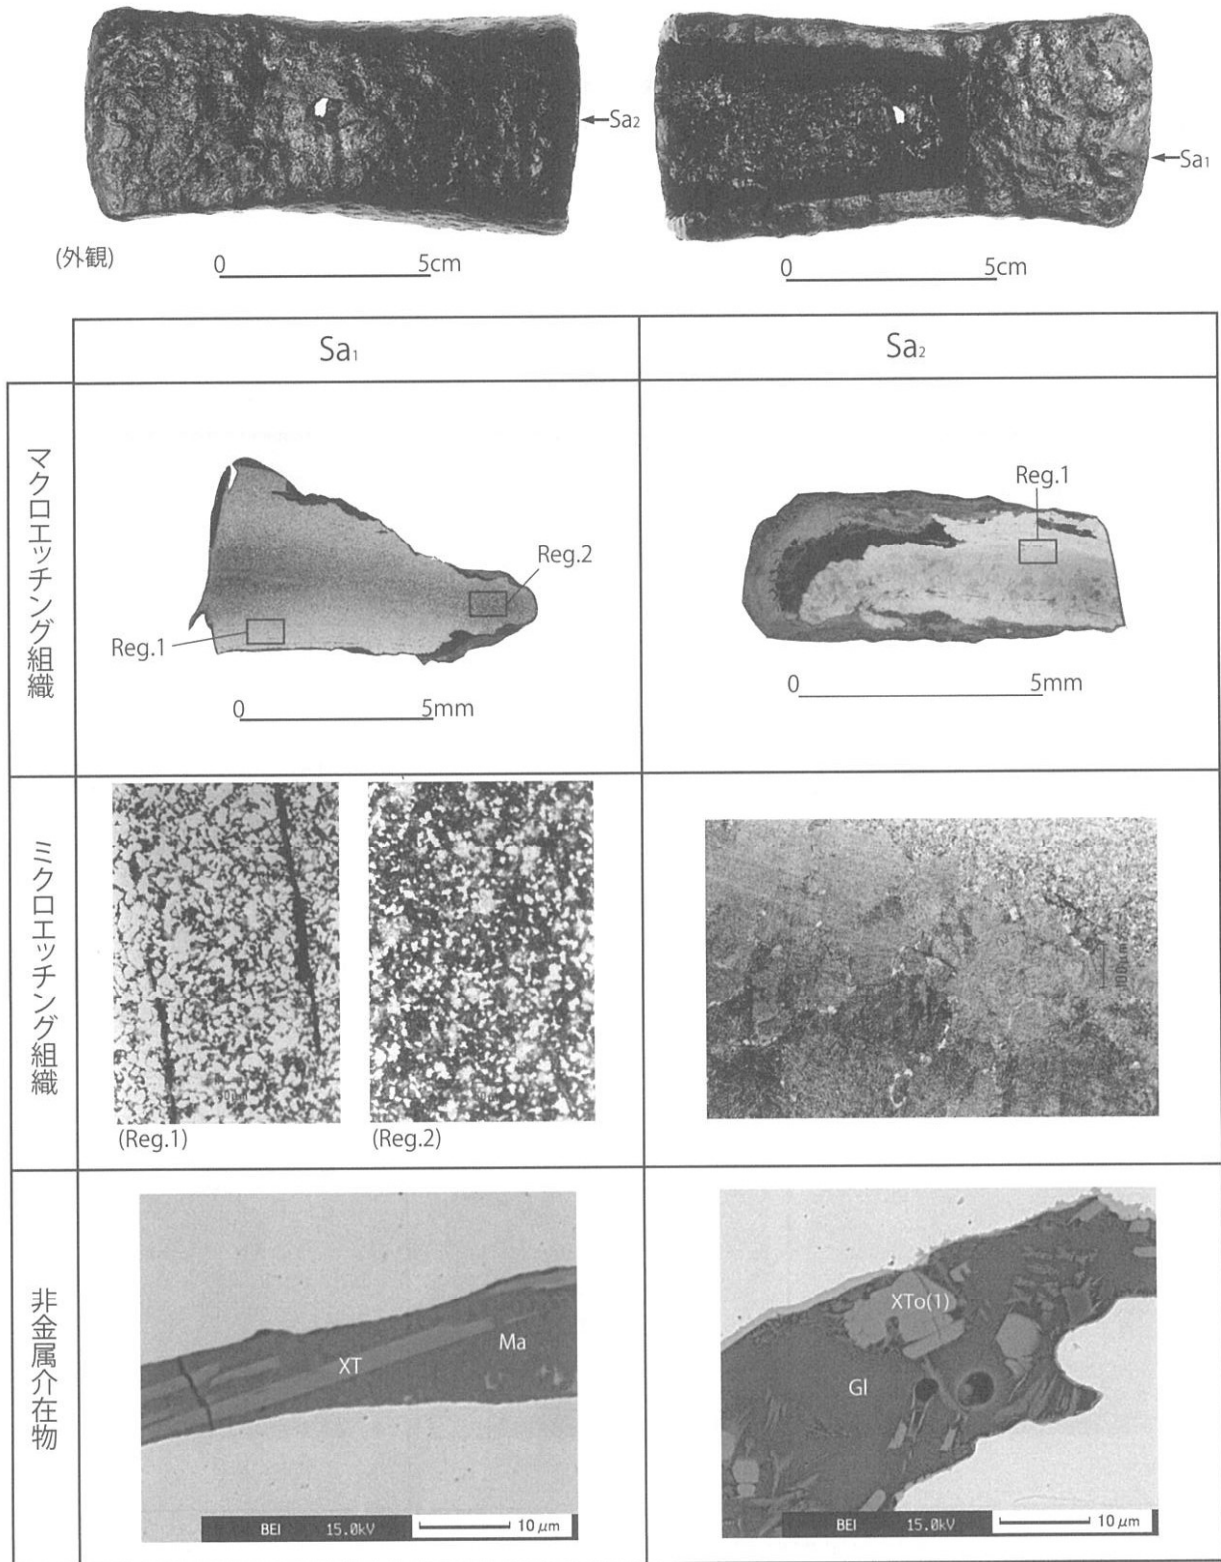 Sa2
Sa1
(外観)
0 5cm
0 5cm
Sa1
Sa2
マクロエッチング組織
Reg.1
Reg.2
0 5mm
Reg.1
0 5mm
ミクロエッチング組織
(Reg.1)
(Reg.2)
100μm
非金属介在物
XT
Ma
BEI 15.0kV 10 μm
XTo(1)
Gl
BEI 15.0kV 10 μm